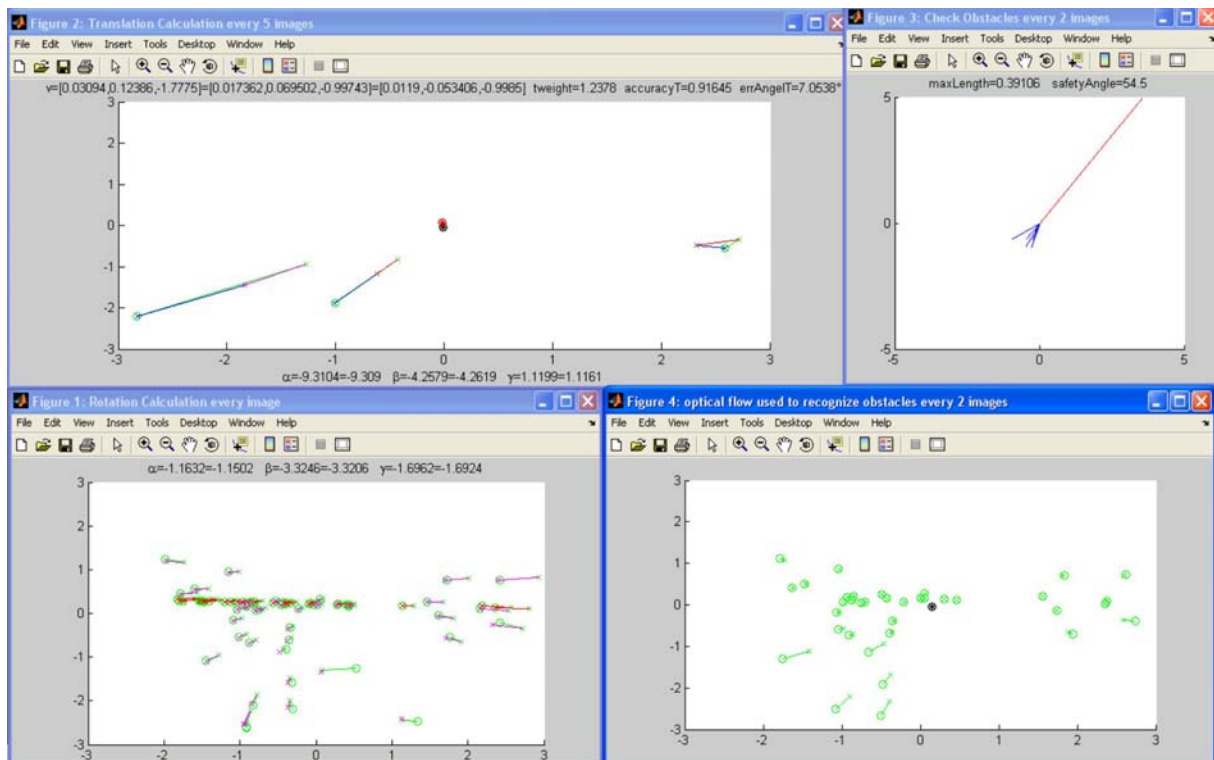 Figure 2: Translation Calculation every 5 images
File Edit View Insert Tools Desktop Window Help
v=[0.03094,0.12386,-1.7775]=[0.017362,0.069502,-0.99743]=[0.0119,-0.053406,-0.9985] tweight=1.2378 accuracyT=0.91645 errAngelT=7.0538°
3
2
1
0
-1
-2
-3
-3 -2 -1 0 1 2 3
α=-9.3104=-9.309 β=-4.2579=-4.2619 γ=1.1199=1.1161
Figure 3: Check Obstacles every 2 images
File Edit View Insert Tools Desktop Window Help
maxLength=0.39106 safetyAngle=54.5
5
0
-5
-5 0 5
Figure 1: Rotation Calculation every image
File Edit View Insert Tools Desktop Window Help
α=-1.1632=-1.1502 β=-3.3246=-3.3206 γ=-1.6962=-1.6924
3
2
1
0
-1
-2
-3
-3 -2 -1 0 1 2 3
Figure 4: optical flow used to recognize obstacles every 2 images
File Edit View Insert Tools Desktop Window Help
3
2
1
0
-1
-2
-3
-3 -2 -1 0 1 2 3